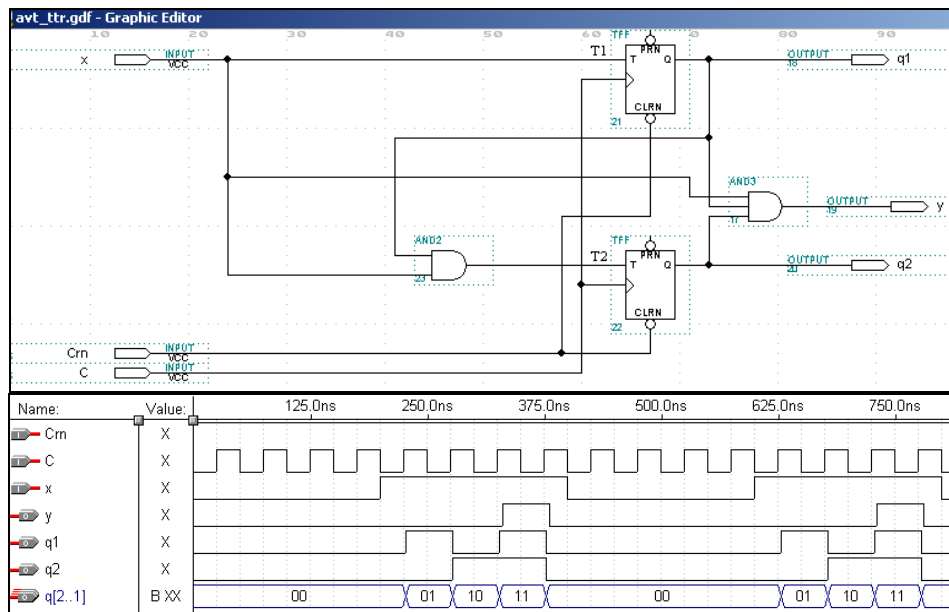 avt_ttr.gdf - Graphic Editor
10 20 30 40 50 60 70 80 90
x INPUT VCC
T1 TFF PRN T Q CLRN 21
OUTPUT 18 q1
AND3 17
OUTPUT 19 y
AND2 23
T2 TFF PRN T Q CLRN 22
OUTPUT 20 q2
Crn INPUT VCC
C INPUT VCC
Name: Value: 125.0ns 250.0ns 375.0ns 500.0ns 625.0ns 750.0ns
Crn X
C X
x X
y X
q1 X
q2 X
q[2..1] B XX 00 01 10 11 00 01 10 11